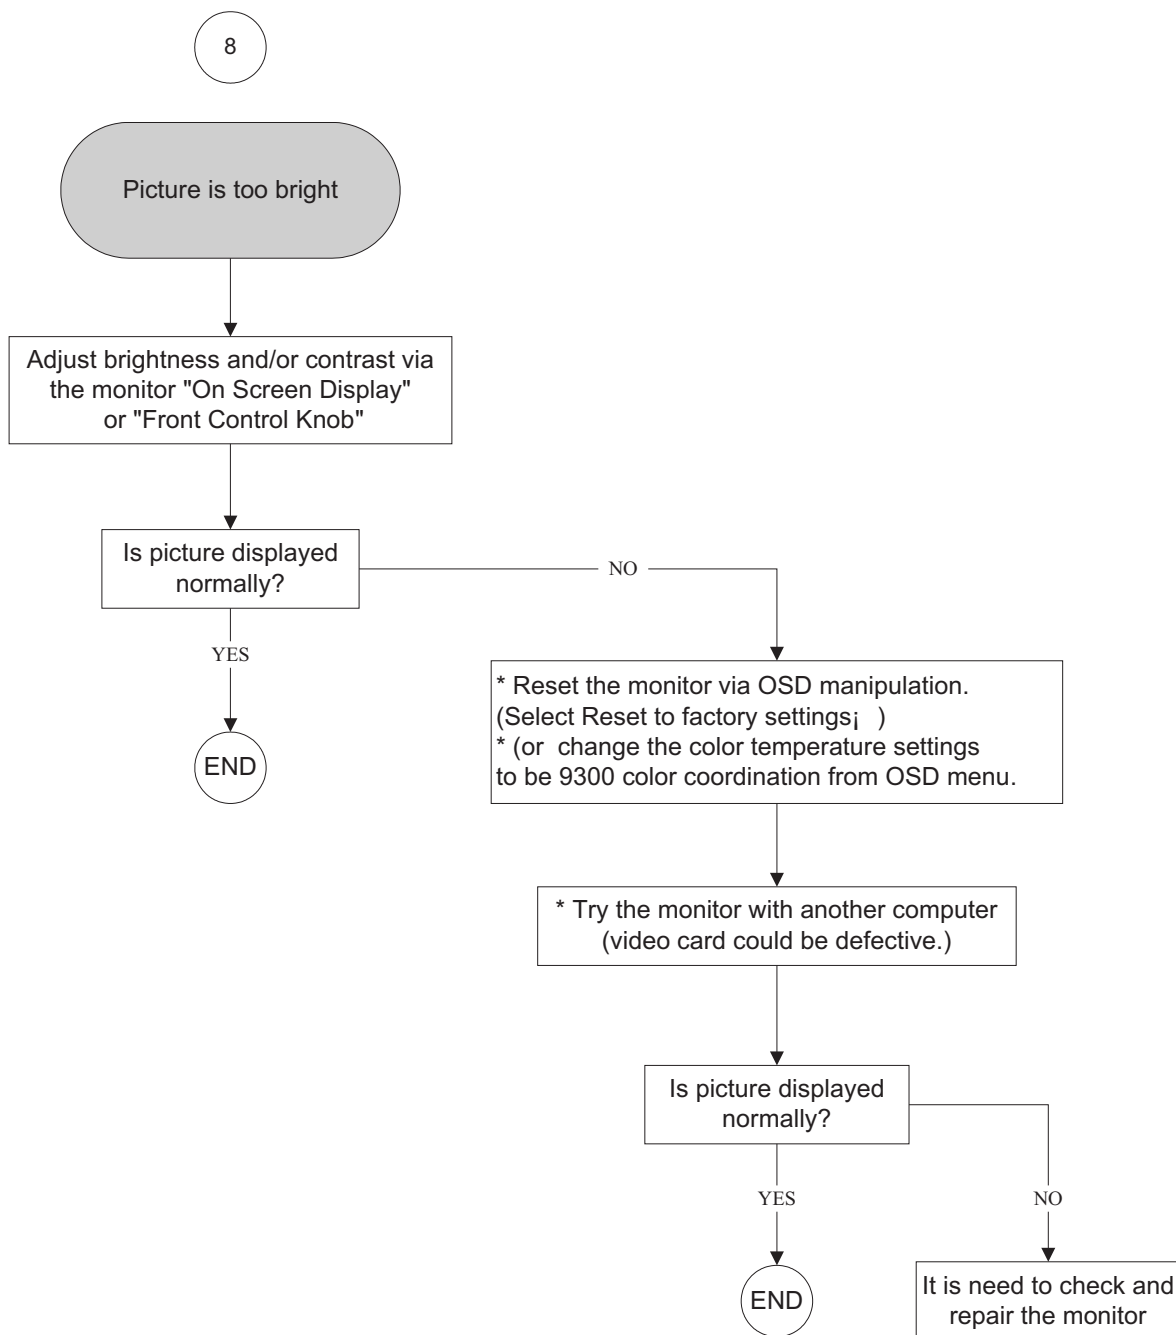 8
Picture is too bright
Adjust brightness and/or contrast via
the monitor "On Screen Display"
or "Front Control Knob"
Is picture displayed
normally?
NO
YES
END
* Reset the monitor via OSD manipulation.
(Select Reset to factory settings¡   )
* (or  change the color temperature settings
to be 9300 color coordination from OSD menu.
* Try the monitor with another computer
(video card could be defective.)
Is picture displayed
normally?
YES
NO
END
It is need to check and
repair the monitor